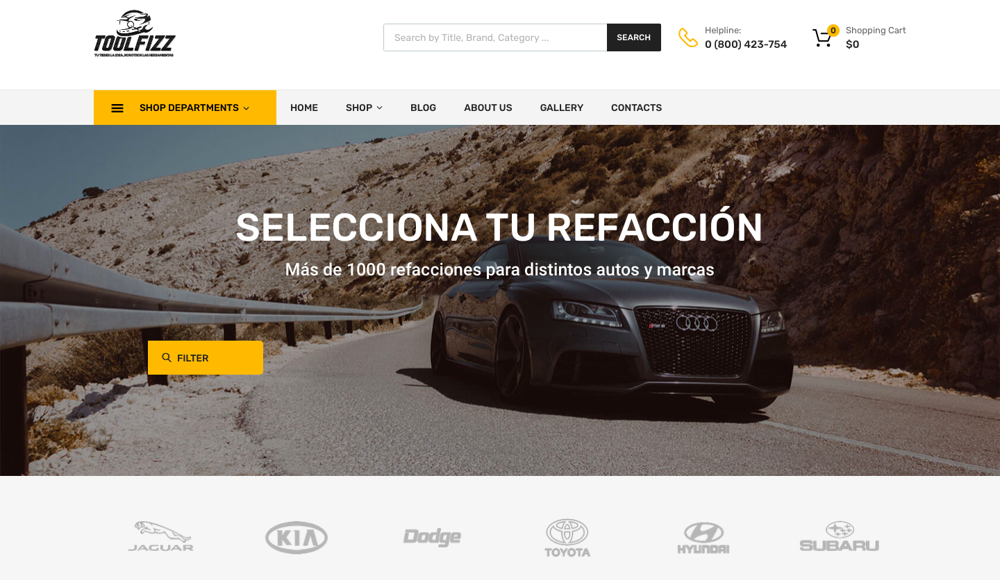 TOOLFIZZ
TU TIENES LA IDEA, NOSOTROS LAS HERRAMIENTAS
Search by Title, Brand, Category ...
SEARCH
Helpline:
0 (800) 423-754
0
Shopping Cart
$0
SHOP DEPARTMENTS
HOME
SHOP
BLOG
ABOUT US
GALLERY
CONTACTS
SELECCIONA TU REFACCIÓN
Más de 1000 refacciones para distintos autos y marcas
FILTER
JAGUAR
KIA
Dodge
TOYOTA
HYUNDAI
SUBARU